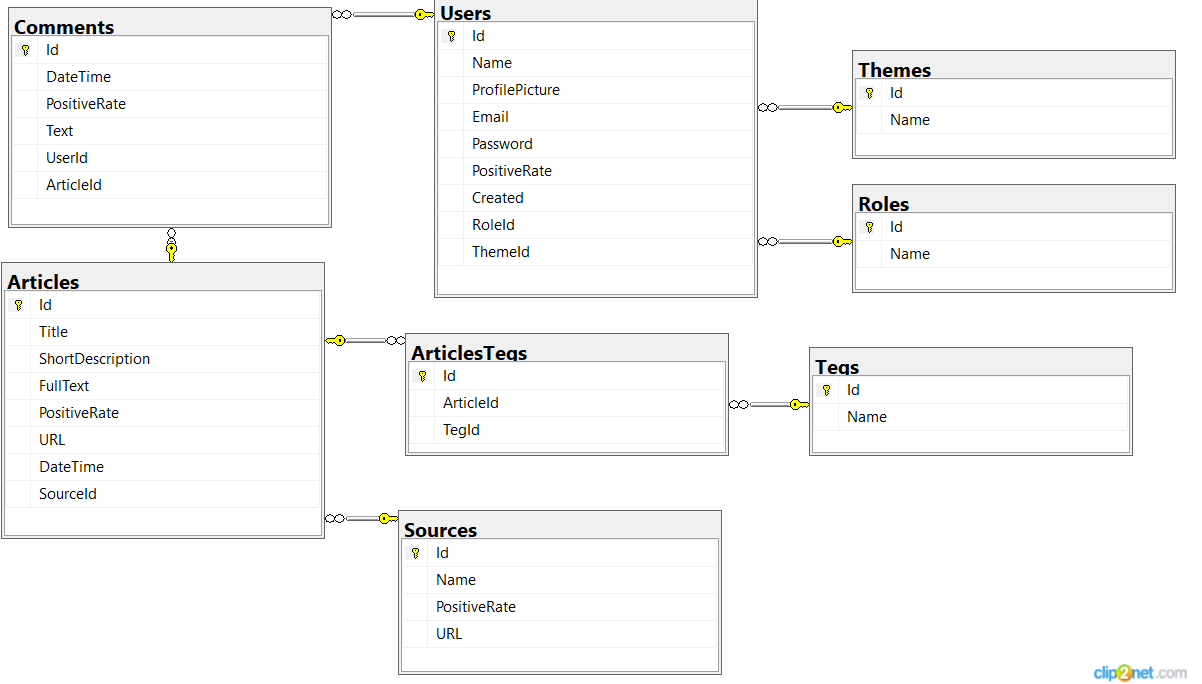 Comments
Id
DateTime
PositiveRate
Text
UserId
ArticleId
Users
Id
Name
ProfilePicture
Email
Password
PositiveRate
Created
RoleId
ThemeId
Themes
Id
Name
Roles
Id
Name
Articles
Id
Title
ShortDescription
FullText
PositiveRate
URL
DateTime
SourceId
ArticlesTegs
Id
ArticleId
TegId
Tegs
Id
Name
Sources
Id
Name
PositiveRate
URL
clip2net.com